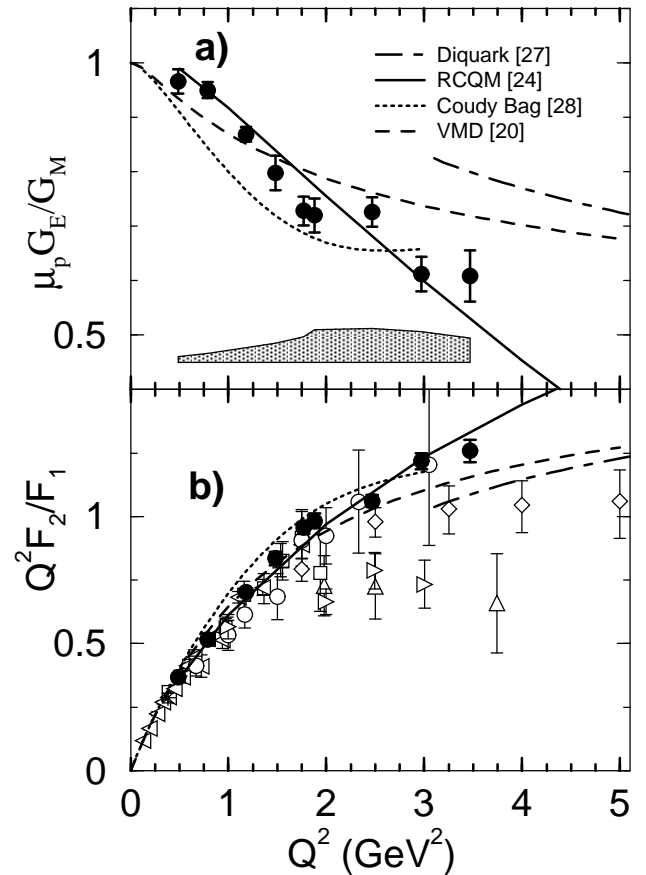 a)
Diquark [27]
RCQM [24]
Coudy Bag [28]
VMD [20]
1
0.5
μpGE/GM
b)
1
0.5
0
Q²F₂/F₁
0 1 2 3 4 5
Q² (GeV²)